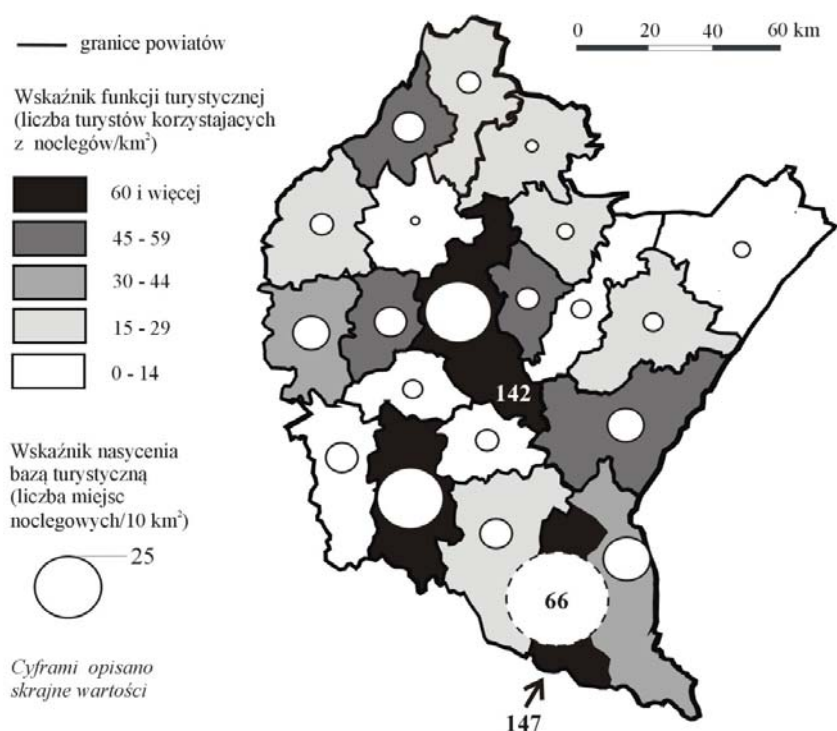 granice powiatów
Wskaźnik funkcji turystycznej
(liczba turystów korzystajacych
z noclegów/km²)
60 i więcej
45 - 59
30 - 44
15 - 29
0 - 14
Wskaźnik nasycenia
bazą turystyczną
(liczba miejsc
noclegowych/10 km²)
25
Cyframi opisano
skrajne wartości
0 20 40 60 km
142
66
147